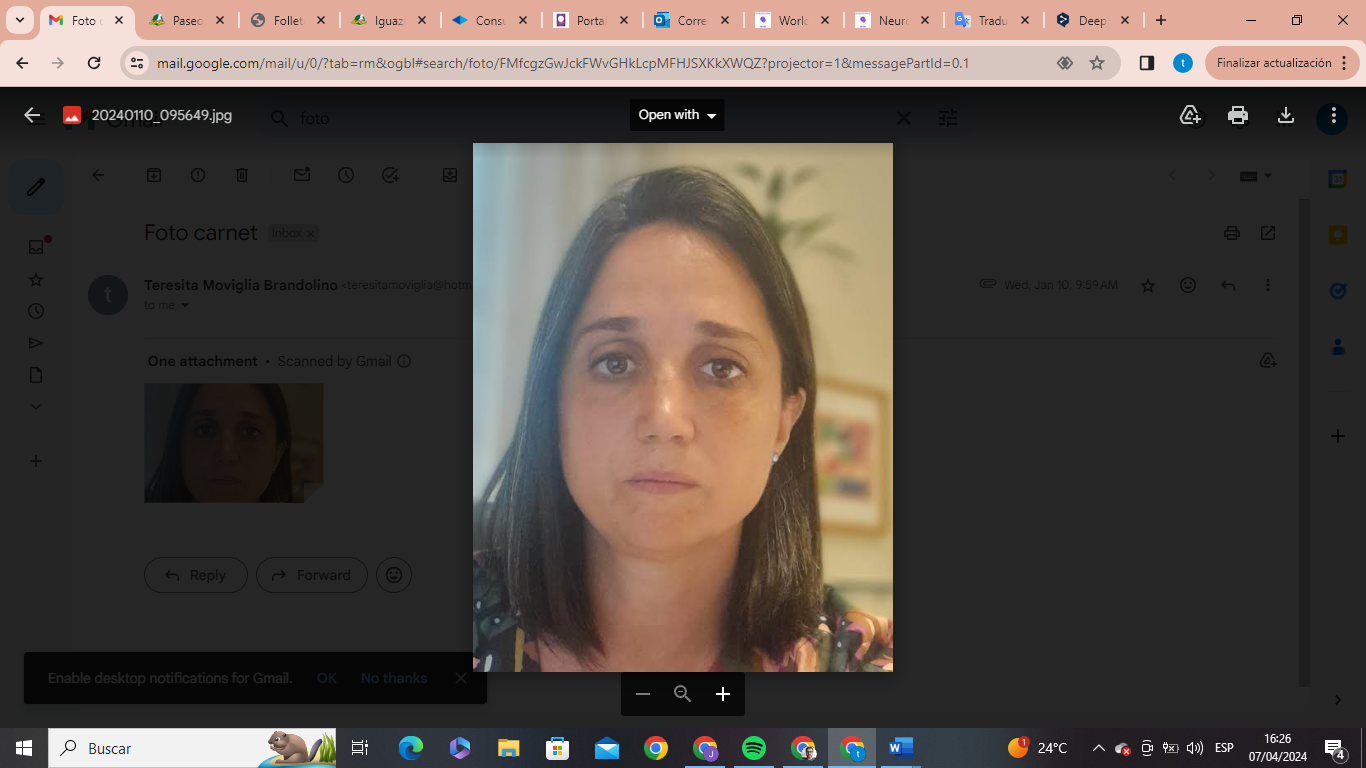 Foto c
Paseo
Follet
Iguaz
Consu
Porta
Corre
World
Neuro
Tradu
Deep
mail.google.com/mail/u/0/?tab=rm&ogbl#search/foto/FMfcgzGwJckFWvGHkLcpMFHJSXKkXWQZ?projector=1&messagePartId=0.1
t
Finalizar actualización
20240110_095649.jpg
foto
Open with
Foto carnet
Inbox ×
t
Teresita Moviglia Brandolino <teresitamoviglia@hotm
Wed, Jan 10, 9:59 AM
to me
One attachment • Scanned by Gmail
Reply
Forward
Enable desktop notifications for Gmail.
OK
No thanks
Buscar
24°C
ESP
16:26
07/04/2024
4